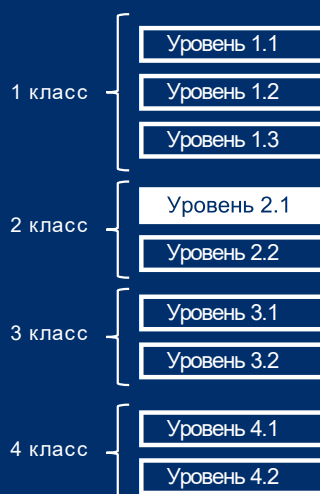 1 класс
Уровень 1.1
Уровень 1.2
Уровень 1.3
2 класс
Уровень 2.1
Уровень 2.2
3 класс
Уровень 3.1
Уровень 3.2
4 класс
Уровень 4.1
Уровень 4.2